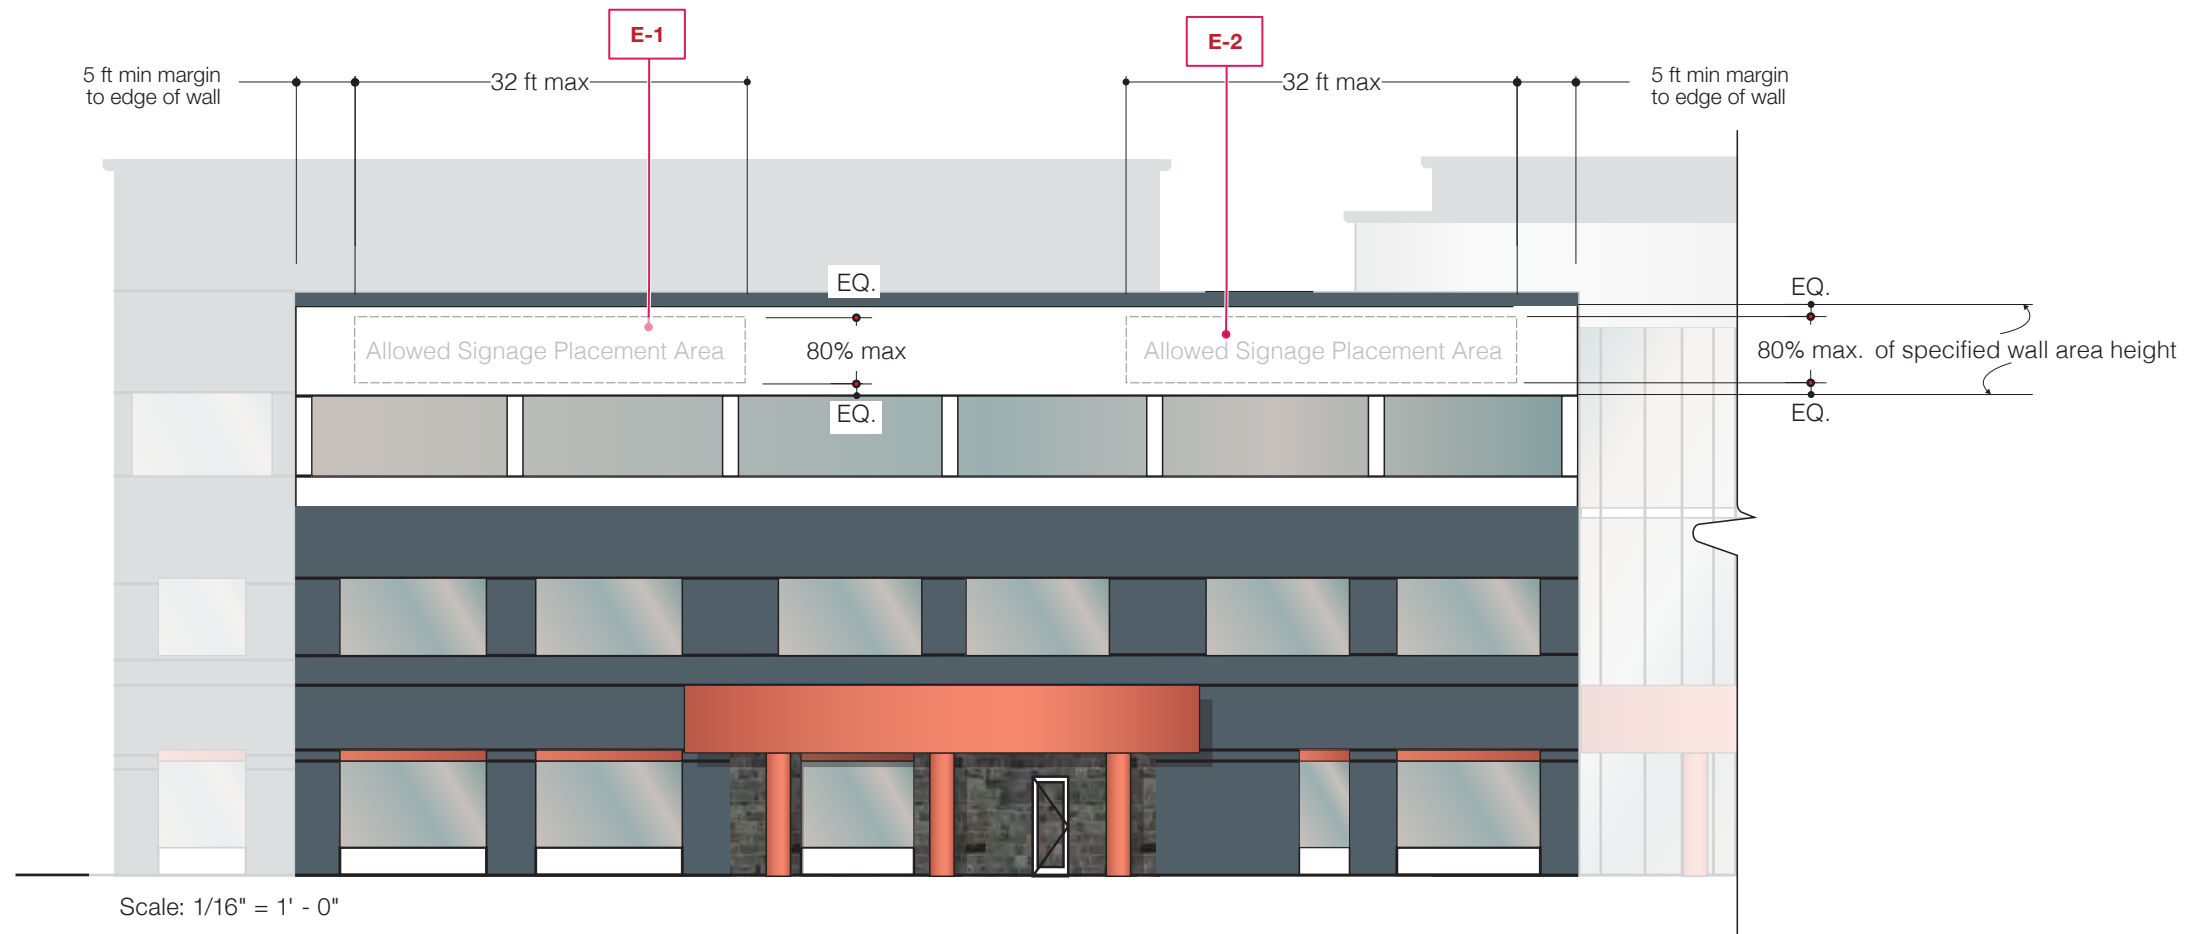 E-1
E-2
5 ft min margin
to edge of wall
32 ft max
32 ft max
5 ft min margin
to edge of wall
EQ.
EQ.
Allowed Signage Placement Area
80% max
Allowed Signage Placement Area
80% max. of specified wall area height
EQ.
EQ.
Scale: 1/16" = 1' - 0"